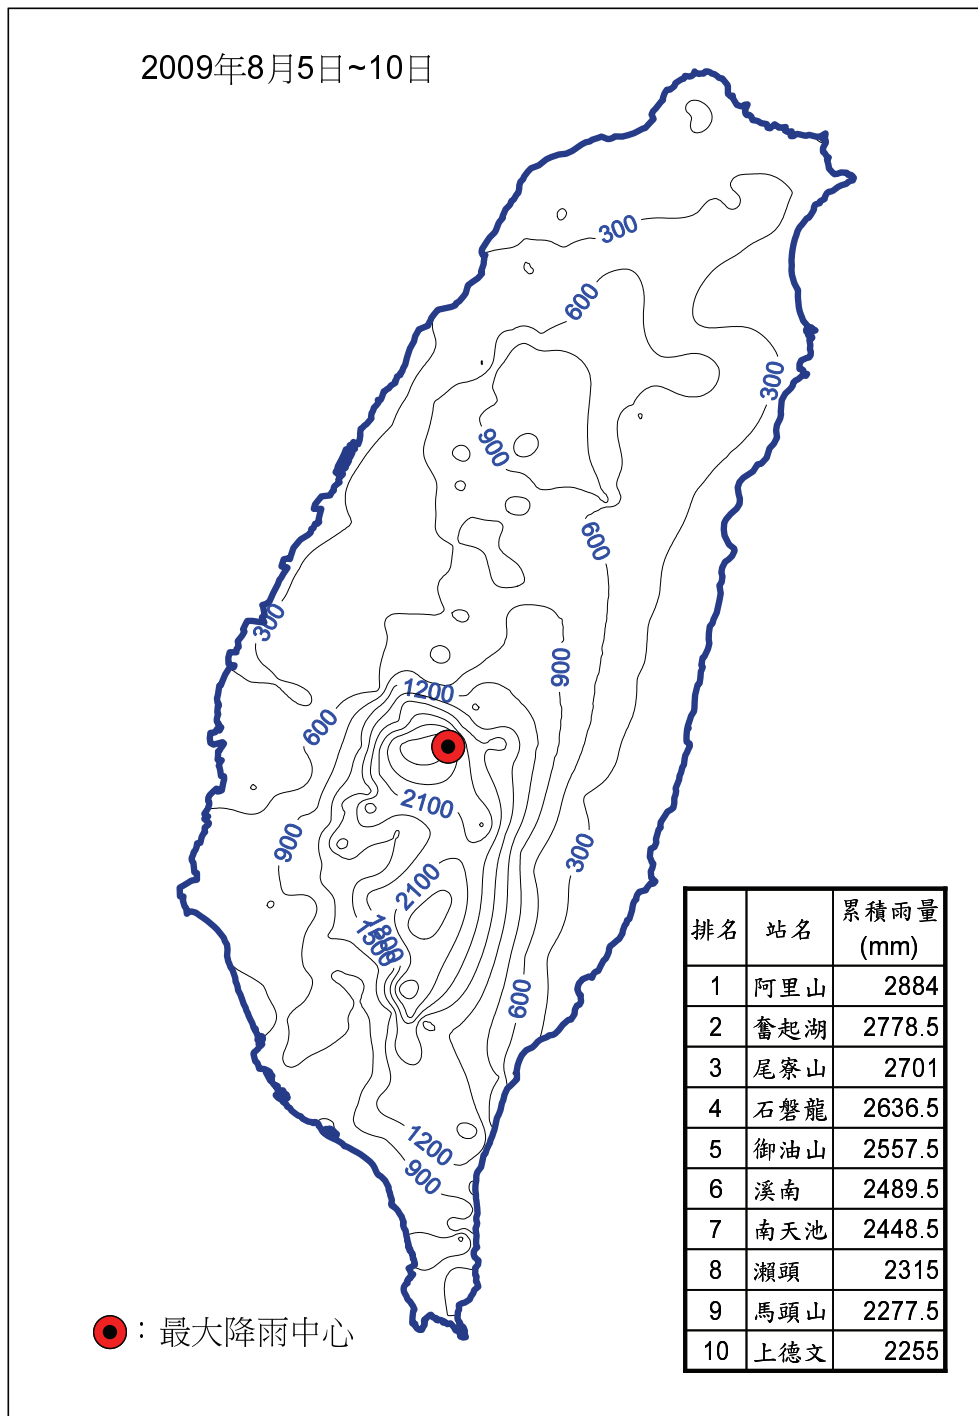 2009年8月5日~10日
300
600
300
900
600
300
900
1200
600
2100
900
300
2100
1800
1500
600
1200
900
：最大降雨中心
排名 站名 累積雨量(mm)
1 阿里山 2884
2 奮起湖 2778.5
3 尾寮山 2701
4 石磐龍 2636.5
5 御油山 2557.5
6 溪南 2489.5
7 南天池 2448.5
8 瀨頭 2315
9 馬頭山 2277.5
10 上德文 2255